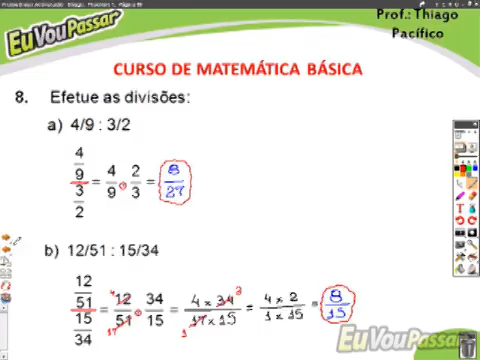 Prof.: Thiago
Pacífico
EuVouPassar
CURSO DE MATEMÁTICA BÁSICA
8. Efetue as divisões:
a) 4/9 : 3/2
4/9 / 3/2 = 4/9 · 2/3 = 8/27
b) 12/51 : 15/34
12/51 / 15/34 = 12/51 · 34/15 = 4 x 34 / 17 x 15 = 4 x 2 / 1 x 15 = 8/15
EuVouPassar